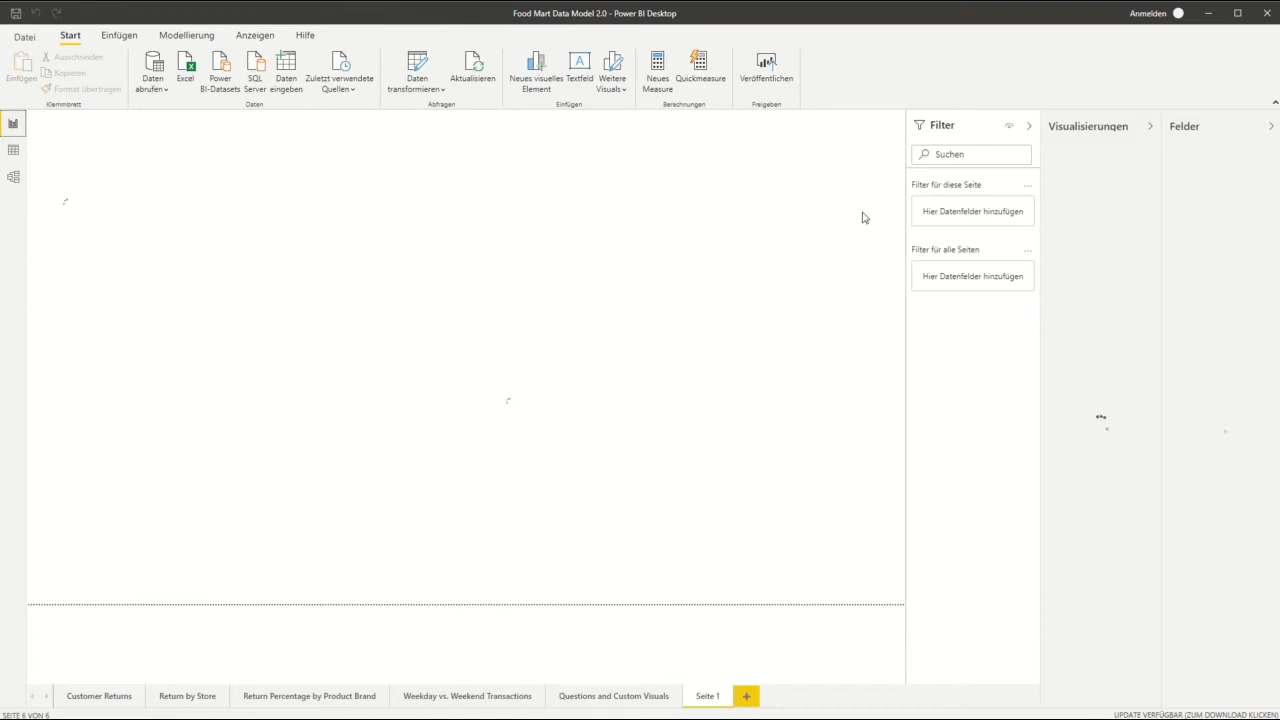 Food Mart Data Model 2.0 - Power BI Desktop
Anmelden
Datei
Start
Einfügen
Modellierung
Anzeigen
Hilfe
Einfügen
Ausschneiden
Kopieren
Format übertragen
Klemmbrett
Daten
abrufen
Excel
Power
BI-Datasets
SQL
Server
Daten
eingeben
Zuletzt verwendete
Quellen
Daten
Daten
transformieren
Aktualisieren
Abfragen
Neues visuelles
Element
Textfeld
Weitere
Visuals
Einfügen
Neues
Measure
Quickmeasure
Berechnungen
Veröffentlichen
Freigeben
Filter
Suchen
Filter für diese Seite
Hier Datenfelder hinzufügen
Filter für alle Seiten
Hier Datenfelder hinzufügen
Visualisierungen
Felder
Customer Returns
Return by Store
Return Percentage by Product Brand
Weekday vs. Weekend Transactions
Questions and Custom Visuals
Seite 1
SEITE 6 VON 6
UPDATE VERFÜGBAR (ZUM DOWNLOAD KLICKEN)